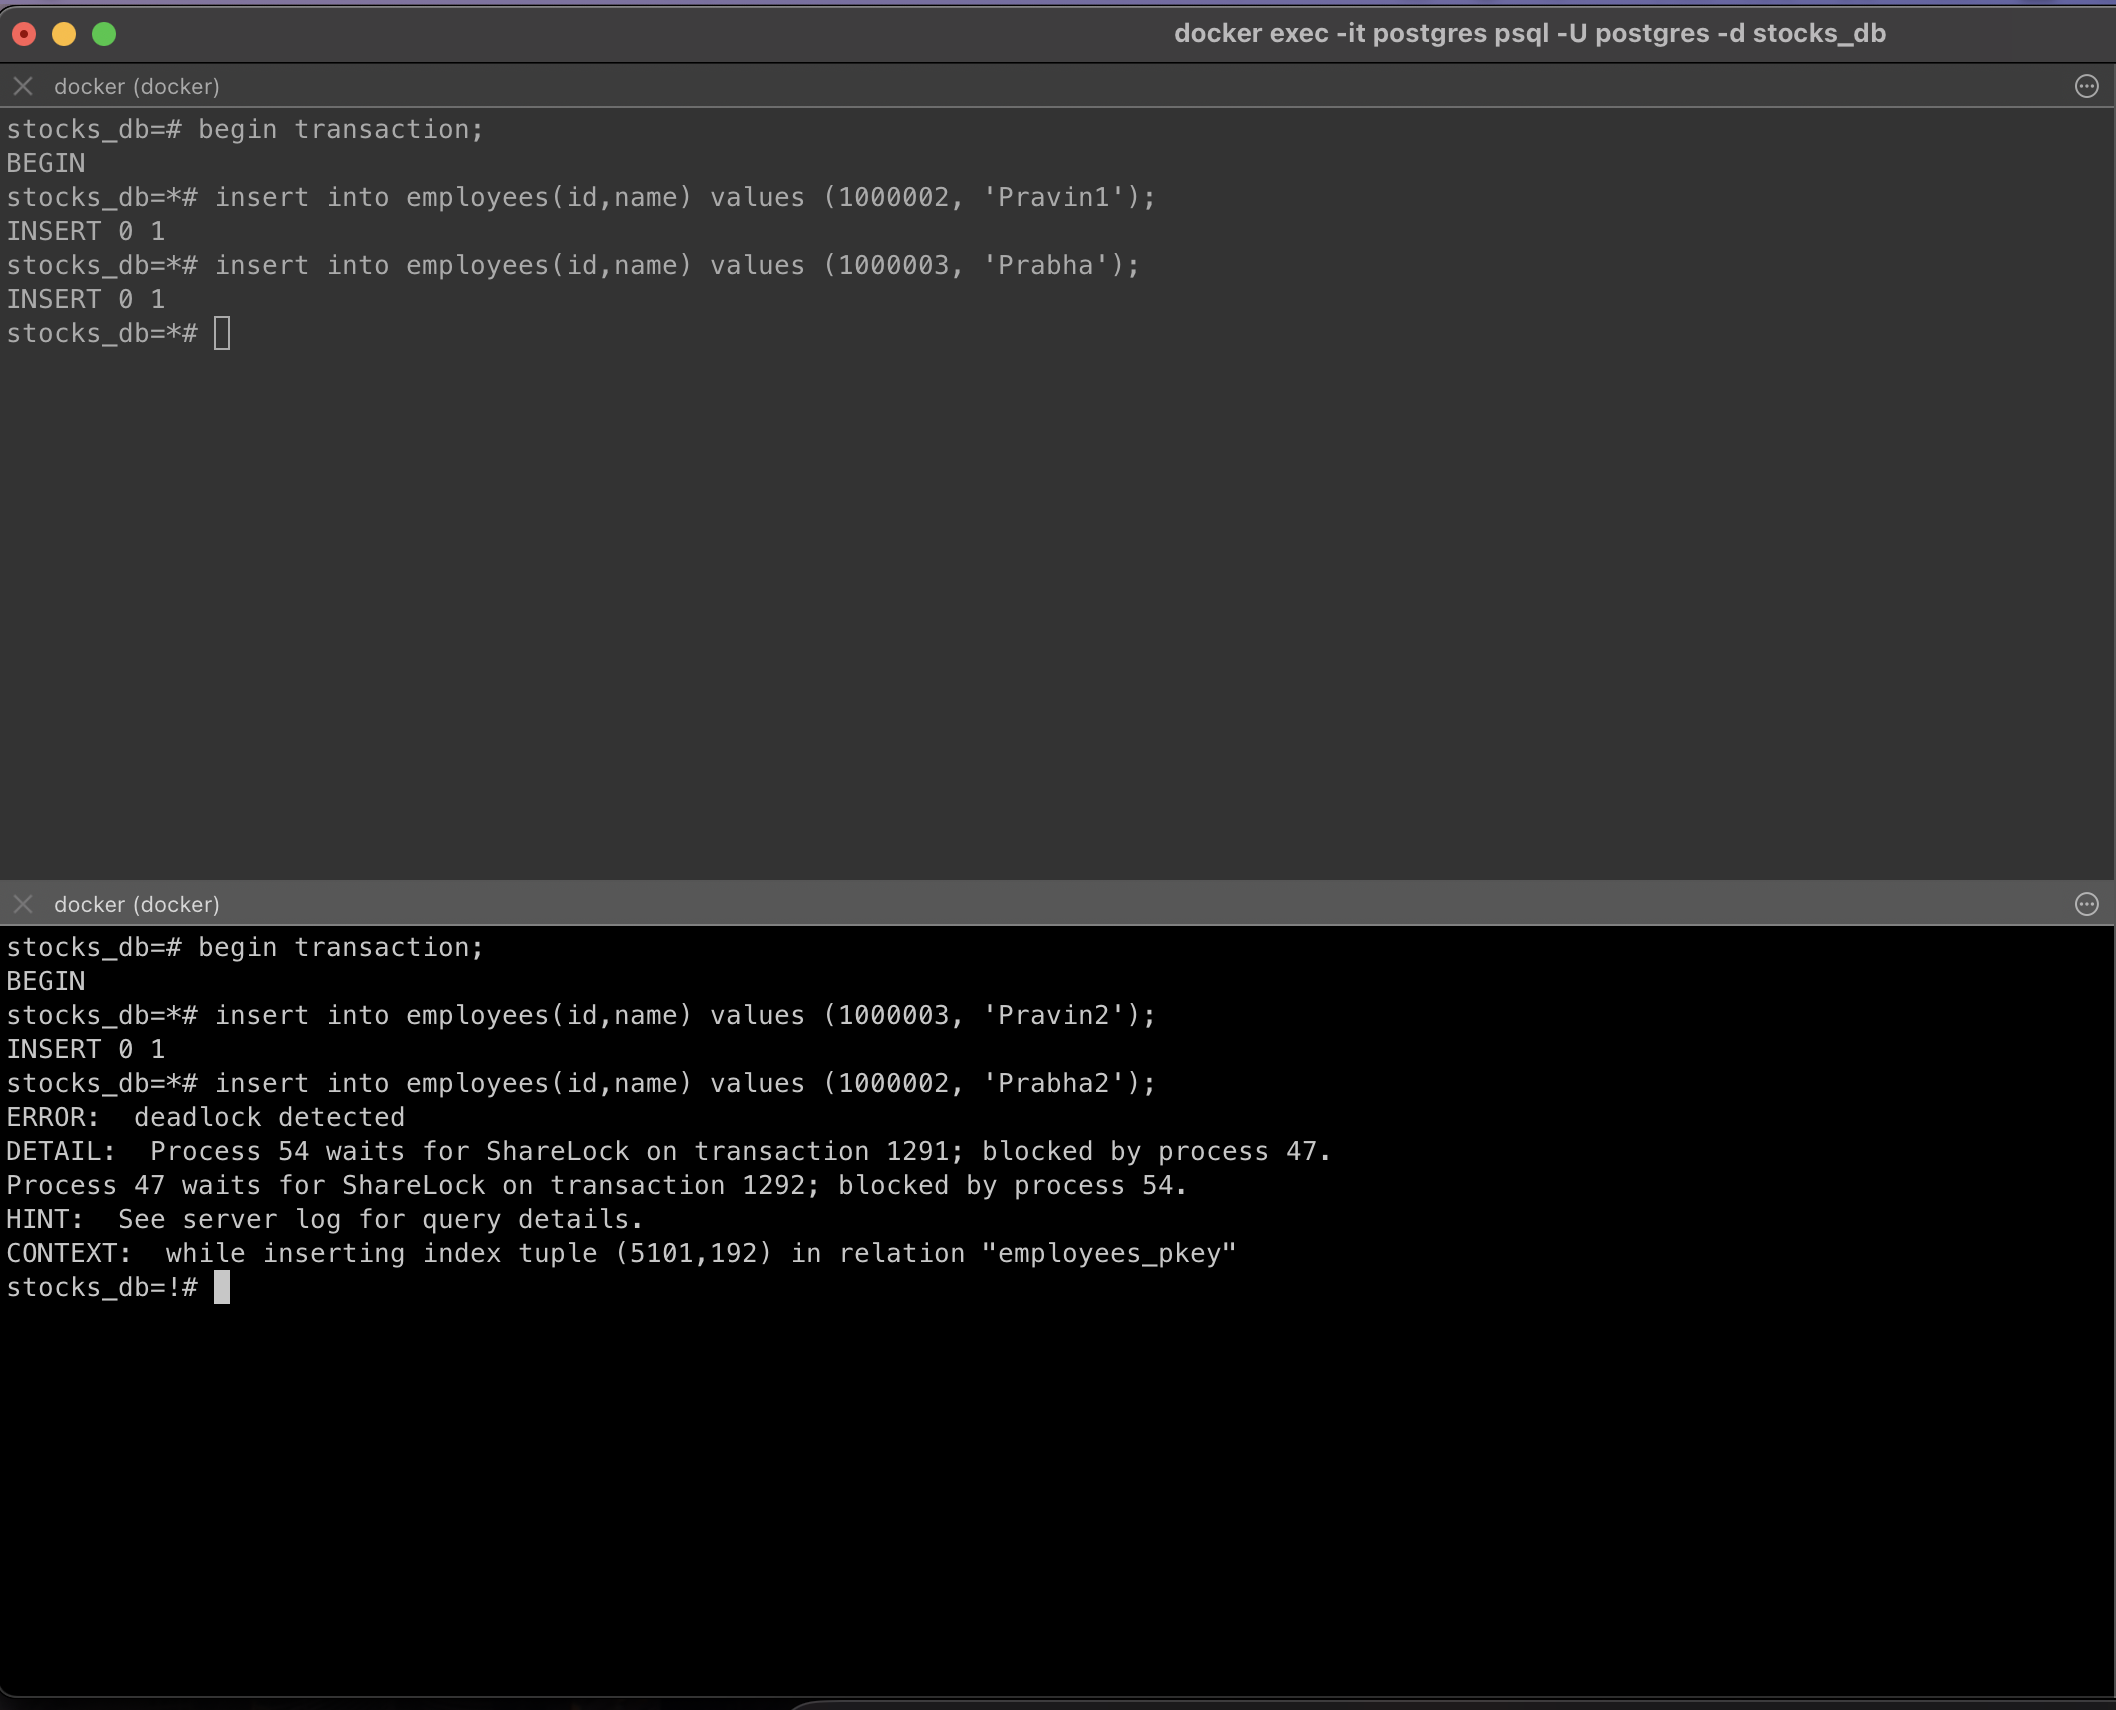 docker exec -it postgres psql -U postgres -d stocks_db
docker (docker)
stocks_db=# begin transaction;
BEGIN
stocks_db=*# insert into employees(id,name) values (1000002, 'Pravin1');
INSERT 0 1
stocks_db=*# insert into employees(id,name) values (1000003, 'Prabha');
INSERT 0 1
stocks_db=*#
docker (docker)
stocks_db=# begin transaction;
BEGIN
stocks_db=*# insert into employees(id,name) values (1000003, 'Pravin2');
INSERT 0 1
stocks_db=*# insert into employees(id,name) values (1000002, 'Prabha2');
ERROR:  deadlock detected
DETAIL:  Process 54 waits for ShareLock on transaction 1291; blocked by process 47.
Process 47 waits for ShareLock on transaction 1292; blocked by process 54.
HINT:  See server log for query details.
CONTEXT:  while inserting index tuple (5101,192) in relation "employees_pkey"
stocks_db=!#